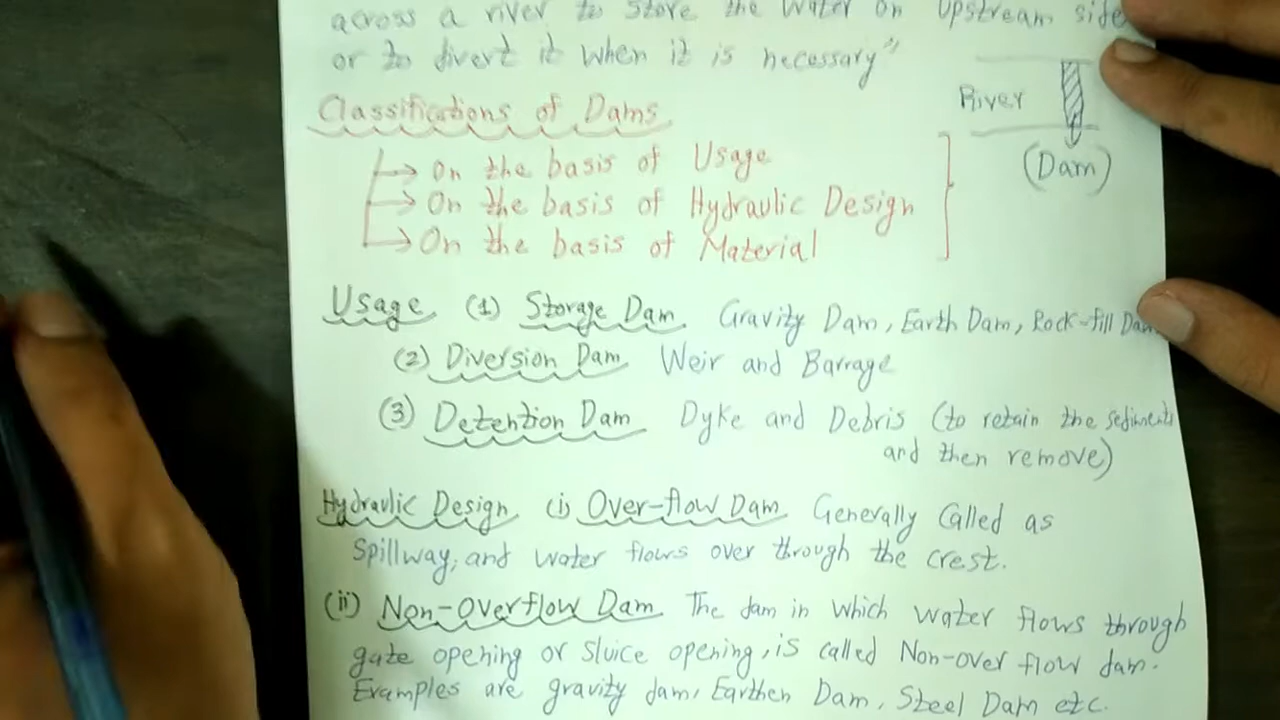 across a river to store the water on Upstream side
or to divert it when it is necessary"
River
(Dam)
Classifications of Dams
On the basis of Usage
On the basis of Hydraulic Design
On the basis of Material
Usage (1) Storage Dam Gravity Dam, Earth Dam, Rock-fill Dam
(2) Diversion Dam Weir and Barrage
(3) Detention Dam Dyke and Debris (to retain the sediments
and then remove)
Hydraulic Design (i) Over-flow Dam Generally Called as
Spillway, and water flows over through the crest.
(ii) Non-Overflow Dam The dam in which water flows through
gate opening or Sluice opening, is called Non-over flow dam.
Examples are gravity dam, Earthen Dam, Steel Dam etc.